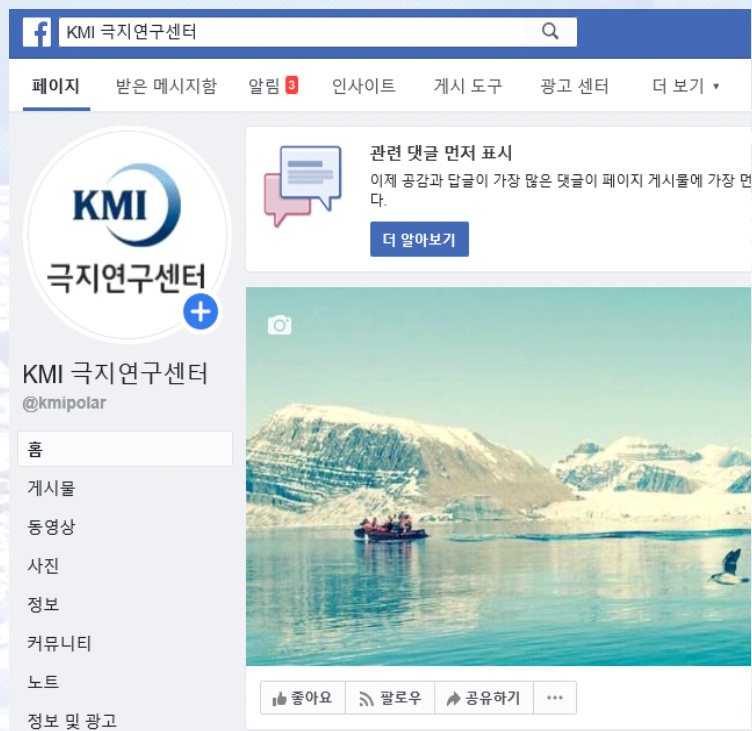 KMI 극지연구센터
페이지 받은 메시지함 알림 3 인사이트 게시 도구 광고 센터 더 보기
KMI
극지연구센터
KMI 극지연구센터
@kmipolar
홈
게시물
동영상
사진
정보
커뮤니티
노트
정보 및 광고
관련 댓글 먼저 표시
이제 공감과 답글이 가장 많은 댓글이 페이지 게시물에 가장 먼
다.
더 알아보기
좋아요 팔로우 공유하기 ...